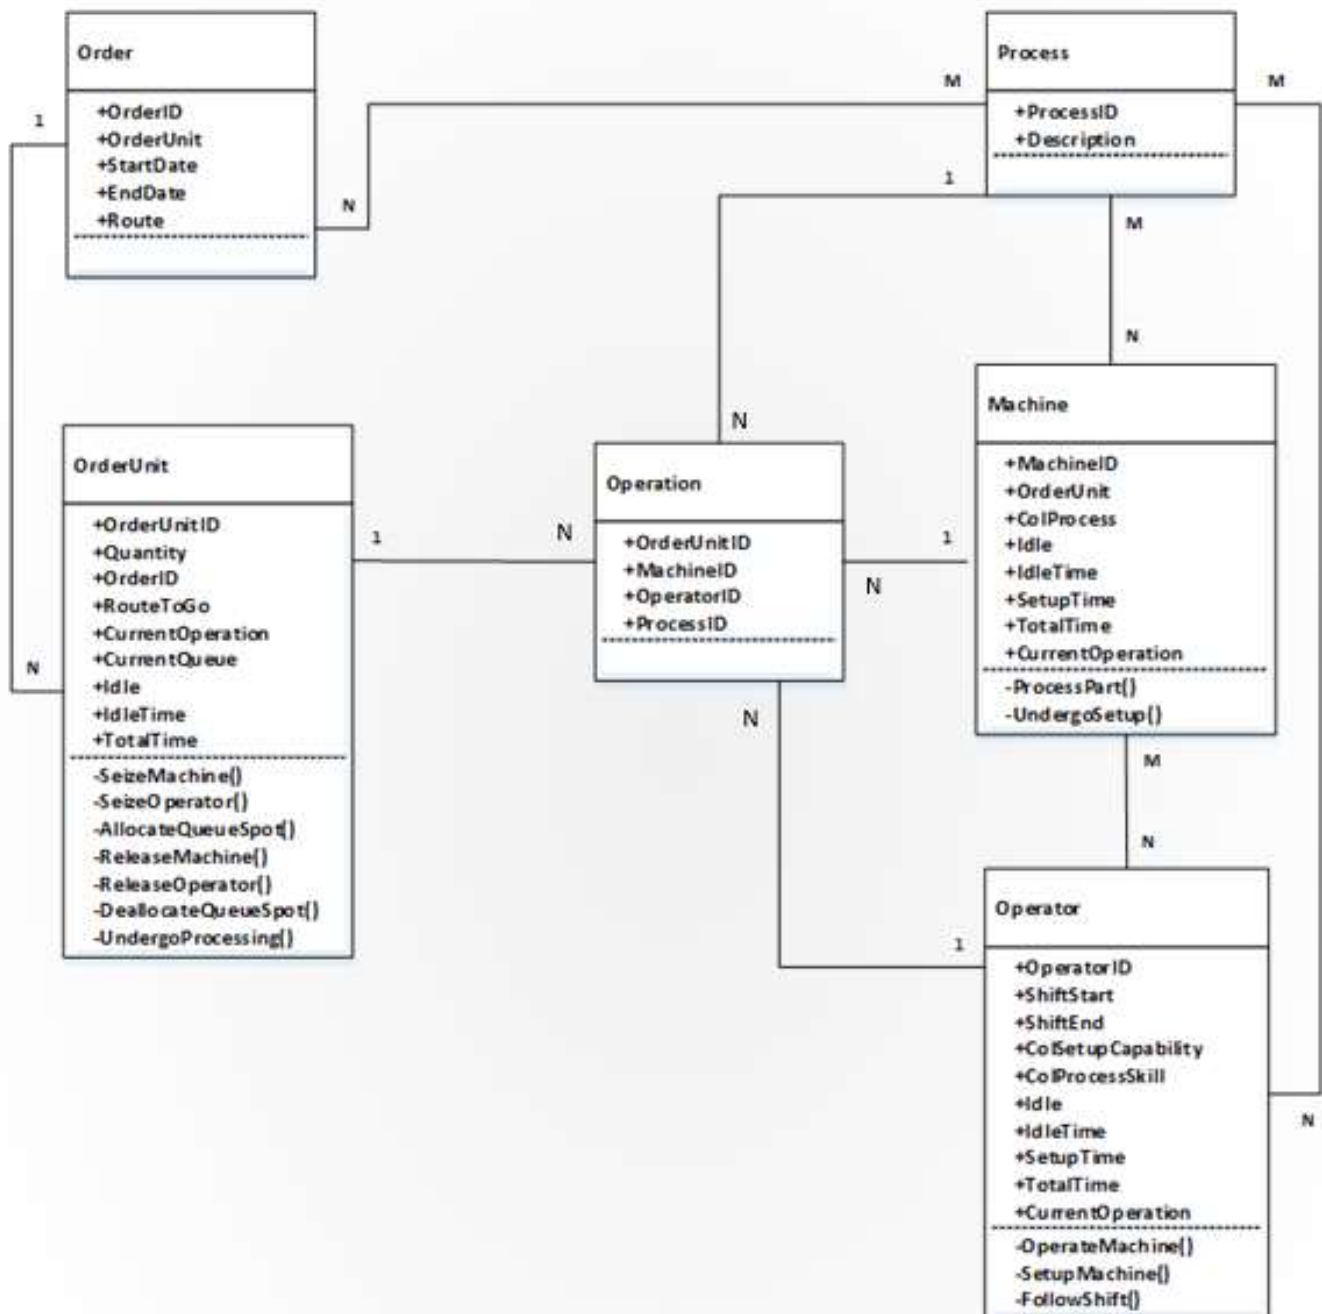 Order
+OrderID
+OrderUnit
+StartDate
+EndDate
+Route
1
N
M
Process
+ProcessID
+Description
M
1
M
N
N
Machine
+MachineID
+OrderUnit
+ColProcess
+Idle
+IdleTime
+SetupTime
+TotalTime
+CurrentOperation
-ProcessPart()
-UndergoSetup()
OrderUnit
+OrderUnitID
+Quantity
+OrderID
+RouteToGo
+CurrentOperation
+CurrentQueue
+Idle
+IdleTime
+TotalTime
-SeizeMachine()
-SeizeOperator()
-AllocateQueueSpot()
-ReleaseMachine()
-ReleaseOperator()
-DeallocateQueueSpot()
-UndergoProcessing()
N
1
N
Operation
+OrderUnitID
+MachineID
+OperatorID
+ProcessID
1
N
N
M
N
1
Operator
+OperatorID
+ShiftStart
+ShiftEnd
+ColSetupCapability
+ColProcessSkill
+Idle
+IdleTime
+SetupTime
+TotalTime
+CurrentOperation
-OperateMachine()
-SetupMachine()
-FollowShift()
N